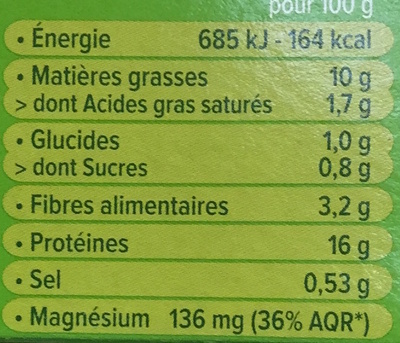 pour 100 g
• Énergie 685 kJ - 164 kcal
• Matières grasses 10 g
> dont Acides gras saturés 1,7 g
• Glucides 1,0 g
> dont Sucres 0,8 g
• Fibres alimentaires 3,2 g
• Protéines 16 g
• Sel 0,53 g
• Magnésium 136 mg (36% AQR*)